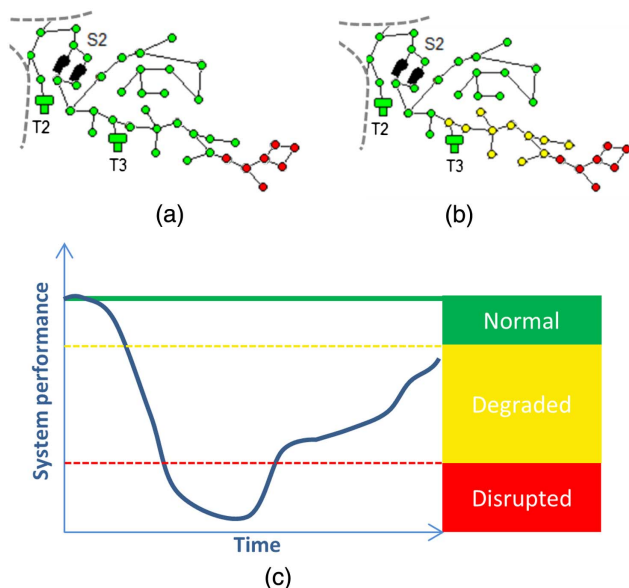 S2
T2
T3
(a)
S2
T2
T3
(b)
System performance
Normal
Degraded
Disrupted
Time
(c)